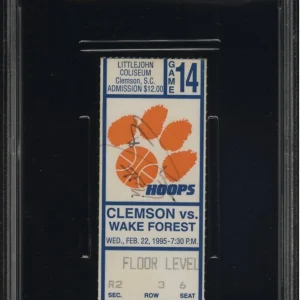 LITTLEJOHN
COLISEUM
Clemson, S.C.
ADMISSION $12.00
GAME
14
HOOPS
CLEMSON vs.
WAKE FOREST
WED., FEB. 22, 1995-7:30 P.M.
FLOOR LEVEL
R2 3 6
SEC. ROW SEAT